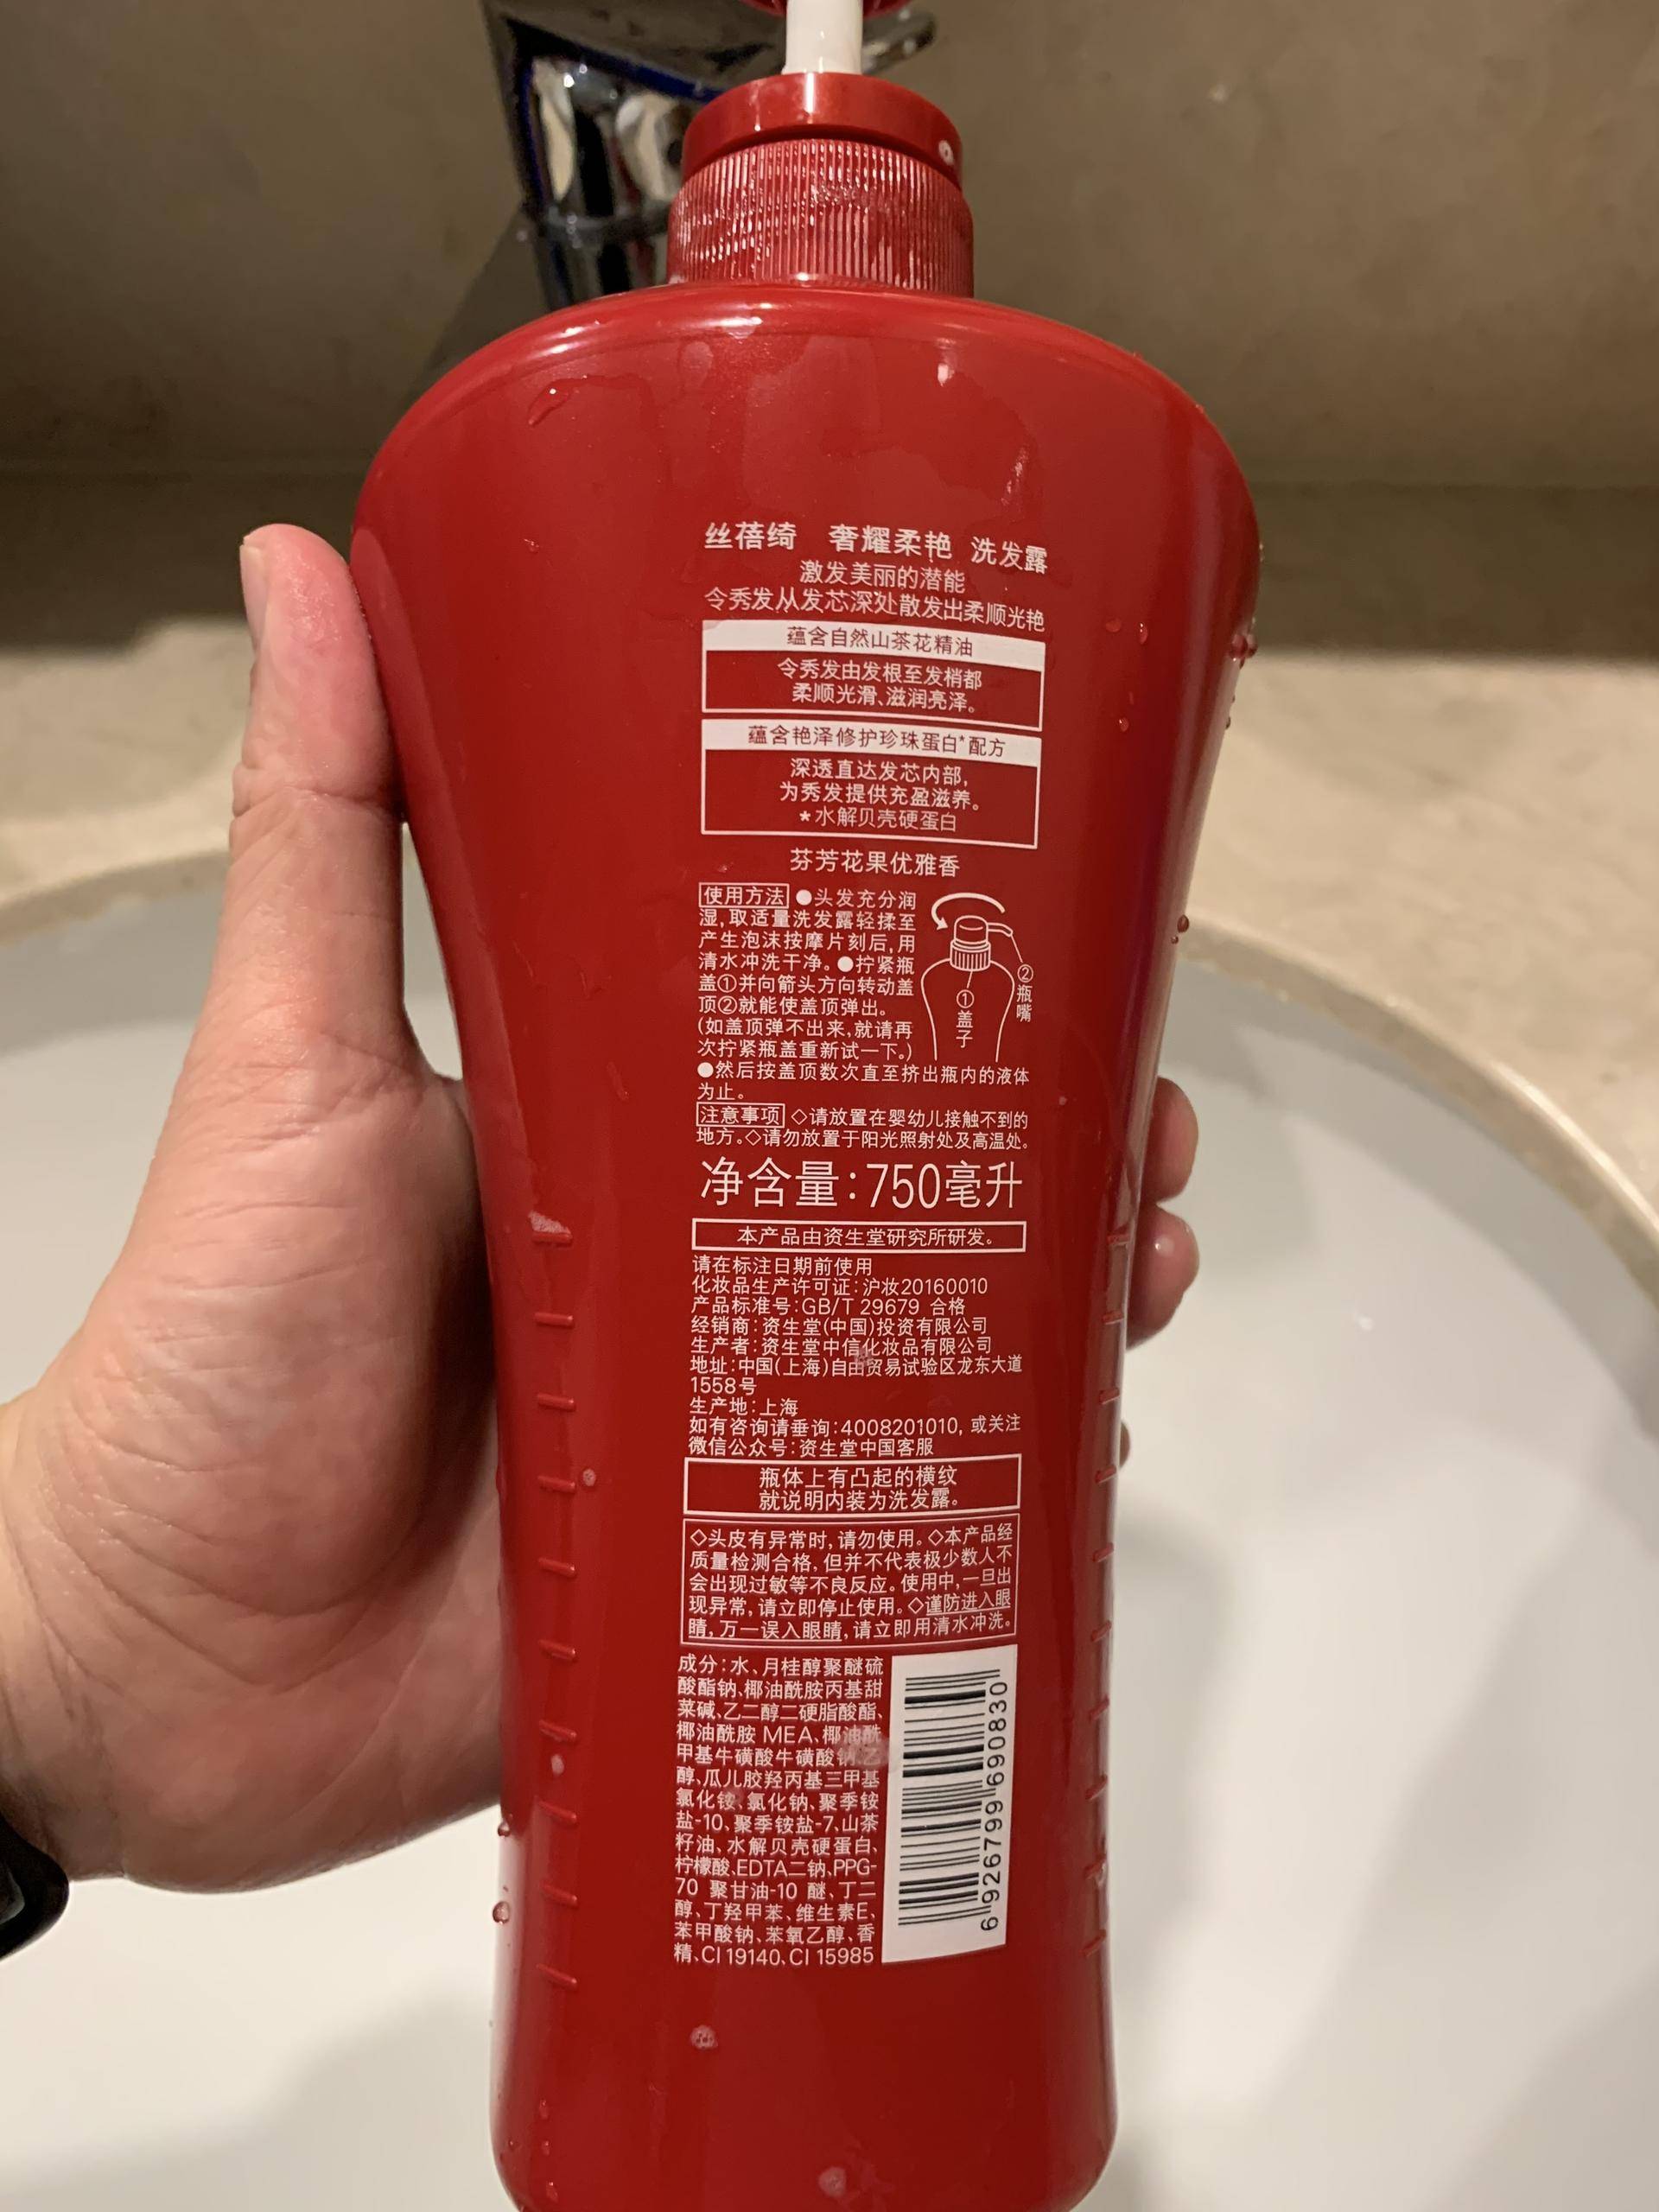 丝蓓绮 奢耀柔艳 洗发露
激发美丽的潜能
令秀发从发芯深处散发出柔顺光艳
蕴含自然山茶花精油
令秀发由发根至发梢都
柔顺光滑、滋润亮泽。
蕴含艳泽修护珍珠蛋白*配方
深透直达发芯内部,
为秀发提供充盈滋养。
*水解贝壳硬蛋白
芬芳花果优雅香
使用方法 ●头发充分润
湿,取适量洗发露轻揉至
产生泡沫按摩片刻后,用
清水冲洗干净。●拧紧瓶
盖①并向箭头方向转动盖
顶②就能使盖顶弹出。
(如盖顶弹不出来,就请再
次拧紧瓶盖重新试一下。)
●然后按盖顶数次直至挤出瓶内的液体
为止。
①盖子
②瓶嘴
注意事项 ◇请放置在婴幼儿接触不到的
地方。◇请勿放置于阳光照射处及高温处。
净含量:750毫升
本产品由资生堂研究所研发。
请在标注日期前使用
化妆品生产许可证:沪妆20160010
产品标准号:GB/T 29679 合格
经销商:资生堂(中国)投资有限公司
生产者:资生堂中信化妆品有限公司
地址:中国(上海)自由贸易试验区龙东大道
1558号
生产地:上海
如有咨询请垂询:4008201010, 或关注
微信公众号:资生堂中国客服
瓶体上有凸起的横纹
就说明内装为洗发露。
◇头皮有异常时,请勿使用。◇本产品经
质量检测合格,但并不代表极少数人不
会出现过敏等不良反应。使用中,一旦出
现异常,请立即停止使用。◇谨防进入眼
睛,万一误入眼睛,请立即用清水冲洗。
成分:水、月桂醇聚醚硫
酸酯钠、椰油酰胺丙基甜
菜碱、乙二醇二硬脂酸酯、
椰油酰胺 MEA、椰油酰
甲基牛磺酸牛磺酸钠、乙
醇、瓜儿胶羟丙基三甲基
氯化铵、氯化钠、聚季铵
盐-10、聚季铵盐-7、山茶
籽油、水解贝壳硬蛋白、
柠檬酸、EDTA二钠、PPG-
70 聚甘油-10 醚、丁二
醇、丁羟甲苯、维生素E、
苯甲酸钠、苯氧乙醇、香
精、CI 19140、CI 15985
6926799690830